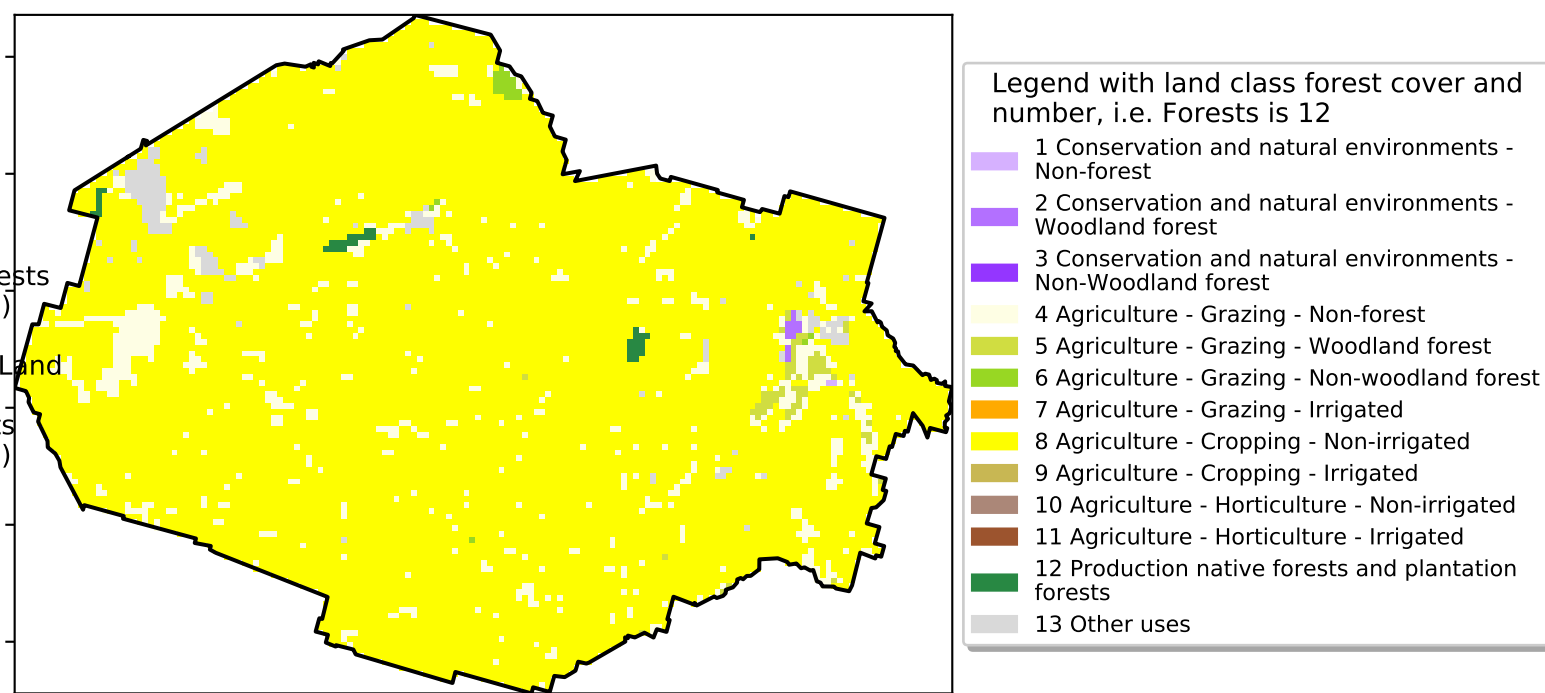 Legend with land class forest cover and
number, i.e. Forests is 12
1 Conservation and natural environments -
Non-forest
2 Conservation and natural environments -
Woodland forest
3 Conservation and natural environments -
Non-Woodland forest
4 Agriculture - Grazing - Non-forest
5 Agriculture - Grazing - Woodland forest
6 Agriculture - Grazing - Non-woodland forest
7 Agriculture - Grazing - Irrigated
8 Agriculture - Cropping - Non-irrigated
9 Agriculture - Cropping - Irrigated
10 Agriculture - Horticulture - Non-irrigated
11 Agriculture - Horticulture - Irrigated
12 Production native forests and plantation
forests
13 Other uses
ests
)
Land
ts
)